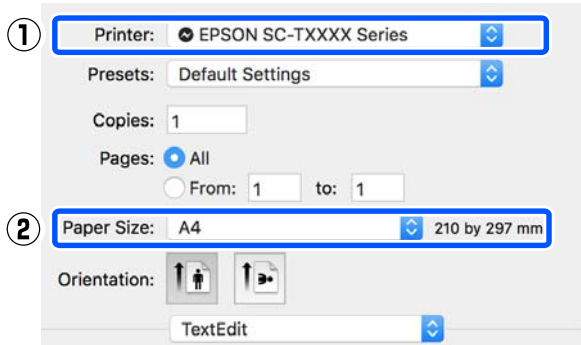 ① Printer: EPSON SC-TXXXX Series
Presets: Default Settings
Copies: 1
Pages: All
From: 1 to: 1
② Paper Size: A4 210 by 297 mm
Orientation:
TextEdit